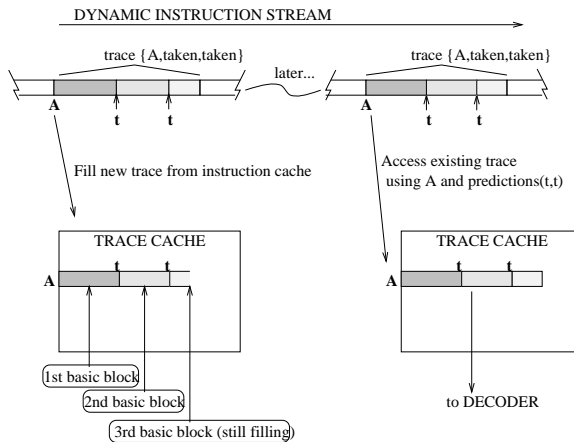 DYNAMIC INSTRUCTION STREAM
trace {A,taken,taken}
trace {A,taken,taken}
later...
A
t
t
A
t
t
Fill new trace from instruction cache
Access existing trace
using A and predictions(t,t)
TRACE CACHE
t
t
A
1st basic block
2nd basic block
3rd basic block (still filling)
TRACE CACHE
t
t
A
to DECODER